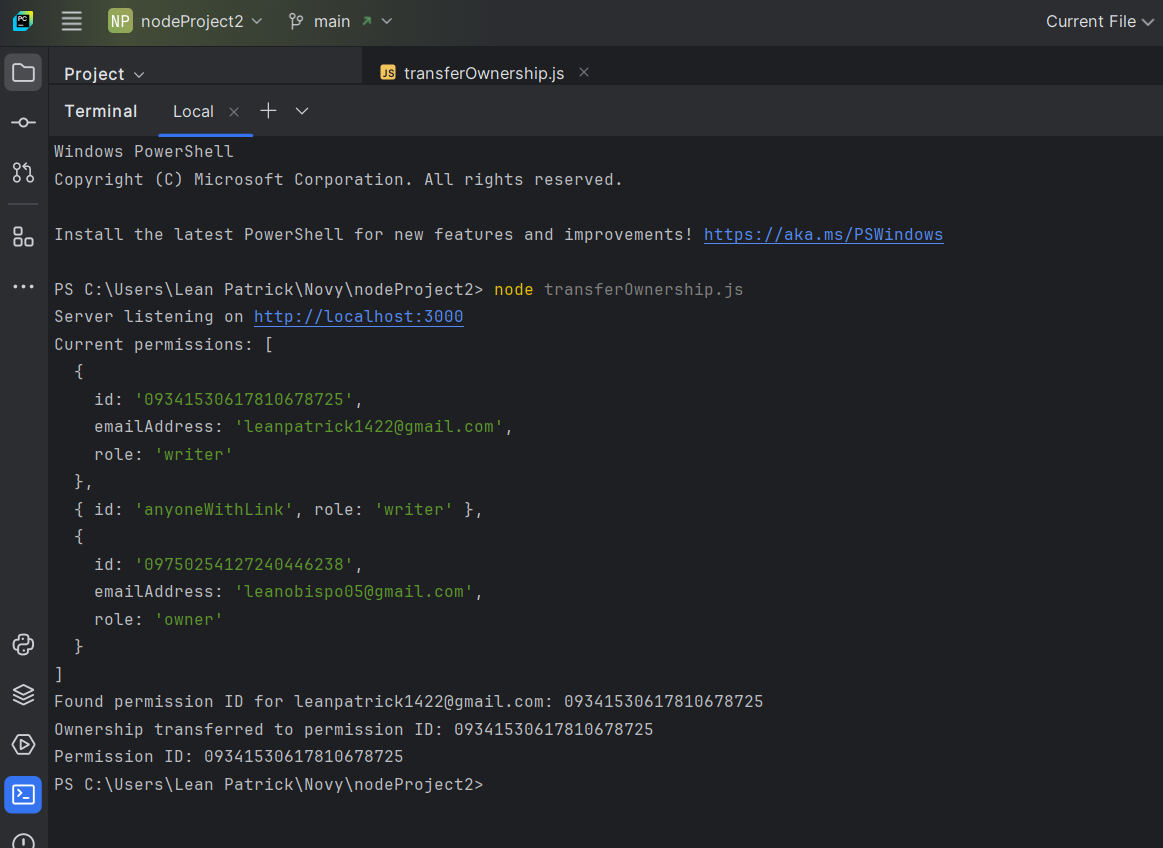 NP nodeProject2 main Current File
Project
JS transferOwnership.js
Terminal Local
Windows PowerShell
Copyright (C) Microsoft Corporation. All rights reserved.
Install the latest PowerShell for new features and improvements! https://aka.ms/PSWindows
PS C:\Users\Lean Patrick\Novy\nodeProject2> node transferOwnership.js
Server listening on http://localhost:3000
Current permissions: [
{
id: '09341530617810678725',
emailAddress: 'leanpatrick1422@gmail.com',
role: 'writer'
},
{ id: 'anyoneWithLink', role: 'writer' },
{
id: '09750254127240446238',
emailAddress: 'leanobispo05@gmail.com',
role: 'owner'
}
]
Found permission ID for leanpatrick1422@gmail.com: 09341530617810678725
Ownership transferred to permission ID: 09341530617810678725
Permission ID: 09341530617810678725
PS C:\Users\Lean Patrick\Novy\nodeProject2>